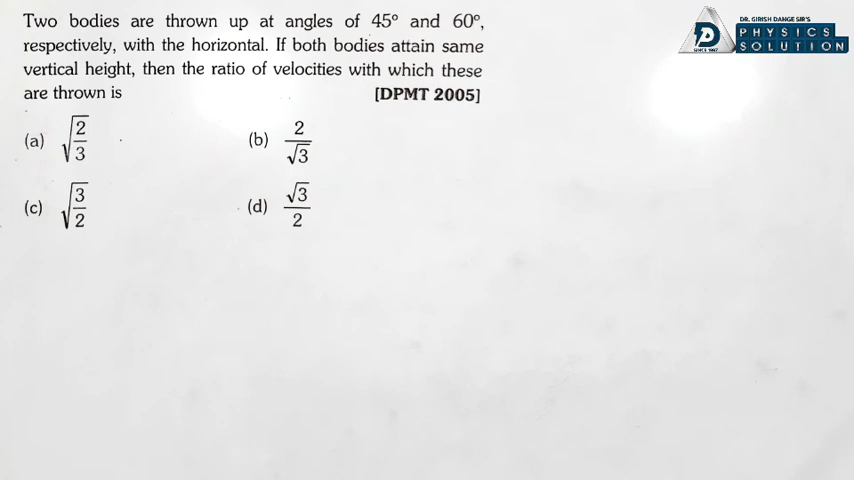 Two bodies are thrown up at angles of 45° and 60°,
respectively, with the horizontal. If both bodies attain same
vertical height, then the ratio of velocities with which these
are thrown is [DPMT 2005]
(a) √(2/3) (b) 2/√3
(c) √(3/2) (d) √3/2
DR. GIRISH DANGE SIR'S
PHYSICS
SOLUTION
D
SINCE 1997